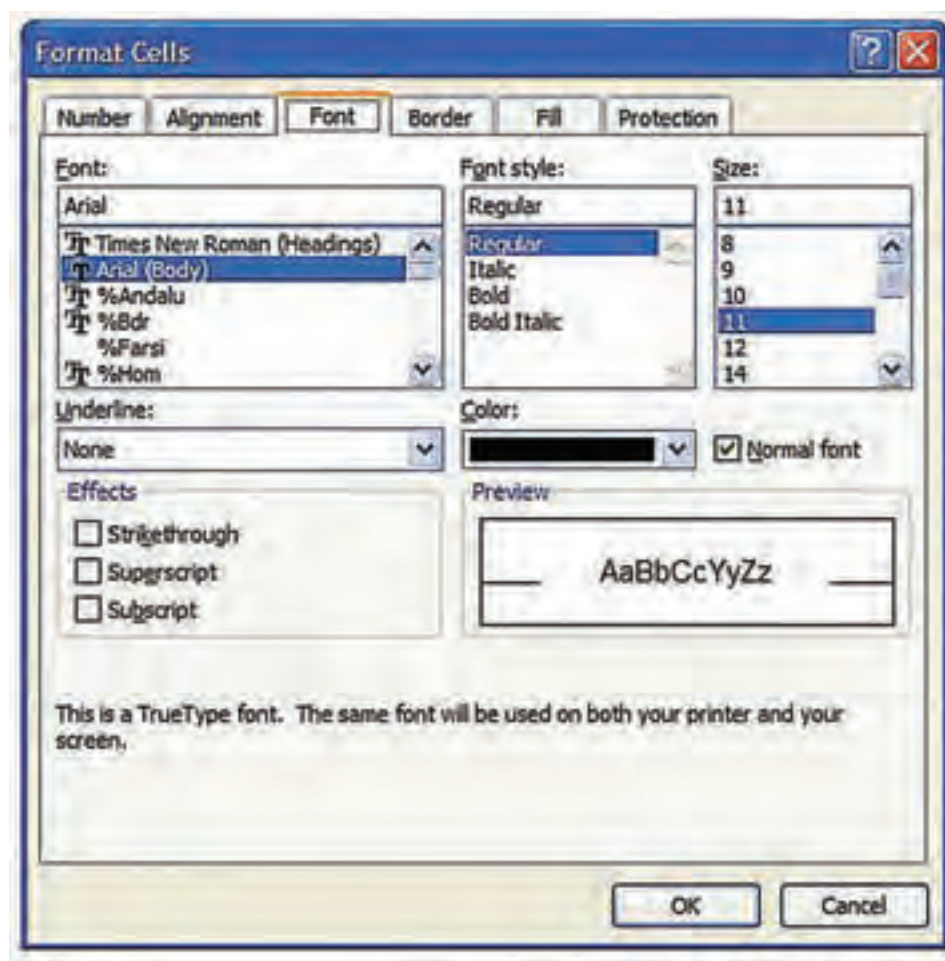 Format Cells
Number Alignment Font Border Fill Protection
Font: Font style: Size:
Arial Regular 11
Times New Roman (Headings) Regular 8
Arial (Body) Italic 9
%Andalu Bold 10
%Bdr Bold Italic 11
%Farsi 12
%Hom 14
Underline: Color:
None Normal font
Effects Preview
Strikethrough
Superscript AaBbCcYyZz
Subscript
This is a TrueType font. The same font will be used on both your printer and your
screen.
OK Cancel